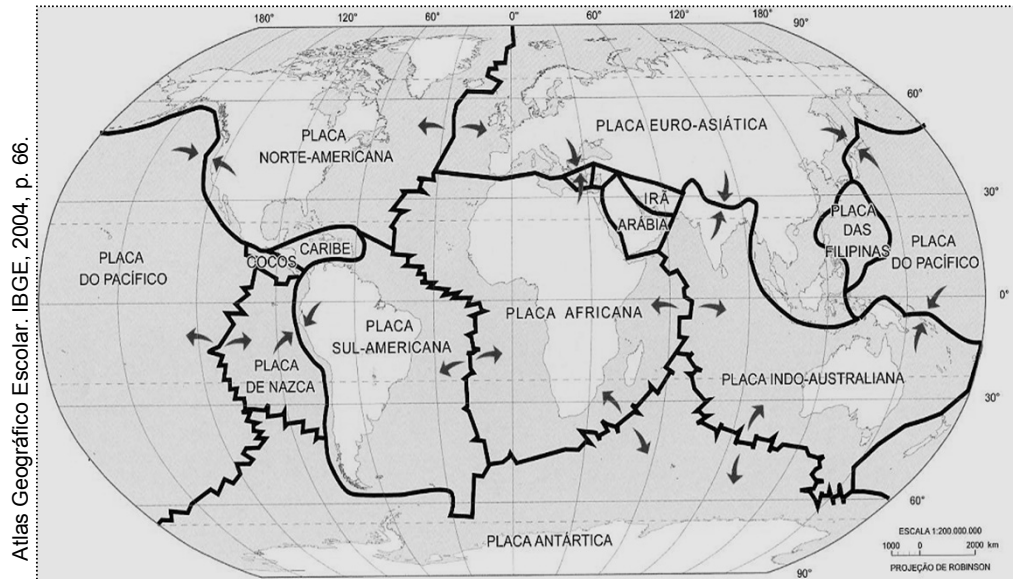 Atlas Geográfico Escolar. IBGE, 2004, p. 66.
180° 120° 60° 0° 60° 120° 180° 90°
60°
PLACA EURO-ASIÁTICA
PLACA
NORTE-AMERICANA
30°
IRÃ
ARÁBIA
PLACA
DAS
FILIPINAS
CARIBE
COCOS
PLACA
DO PACÍFICO
PLACA
DO PACÍFICO
0°
PLACA AFRICANA
PLACA
SUL-AMERICANA
PLACA
DE NAZCA
PLACA INDO-AUSTRALIANA
30°
60°
PLACA ANTÁRTICA
ESCALA 1:200.000.000
1000 0 2000 km
PROJEÇÃO DE ROBINSON
90°